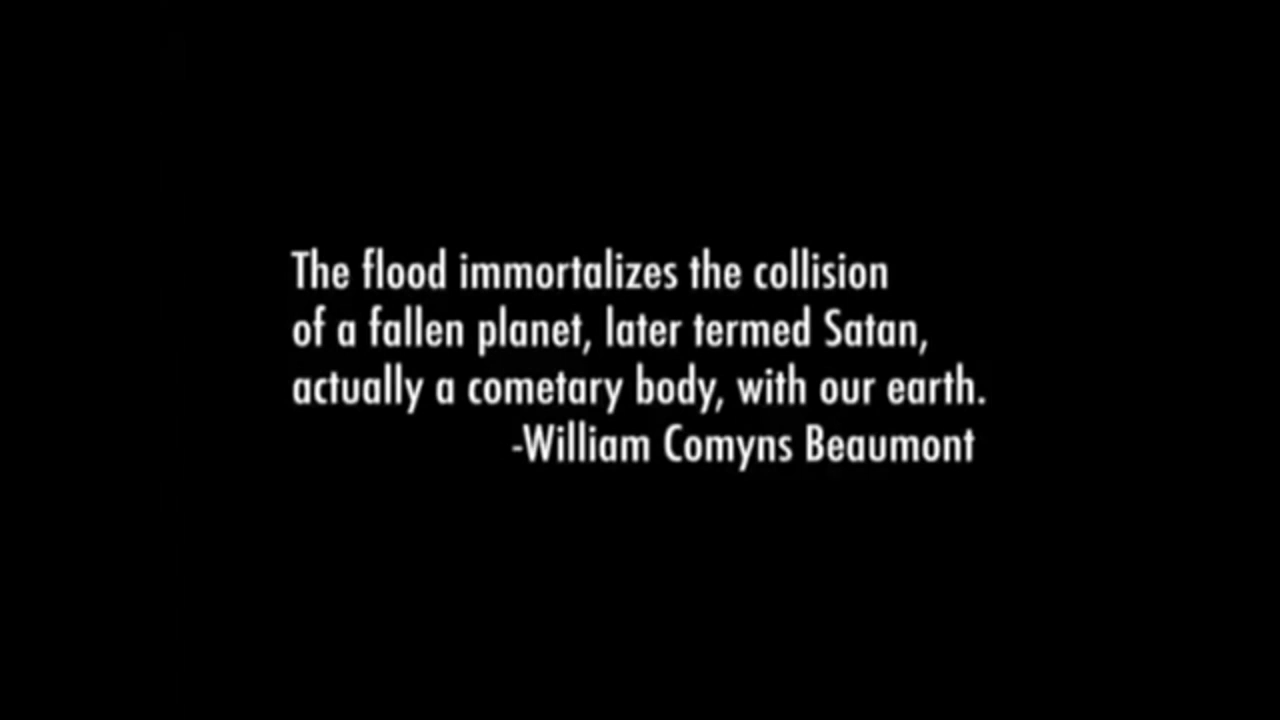 The flood immortalizes the collision
of a fallen planet, later termed Satan,
actually a cometary body, with our earth.
-William Comyns Beaumont